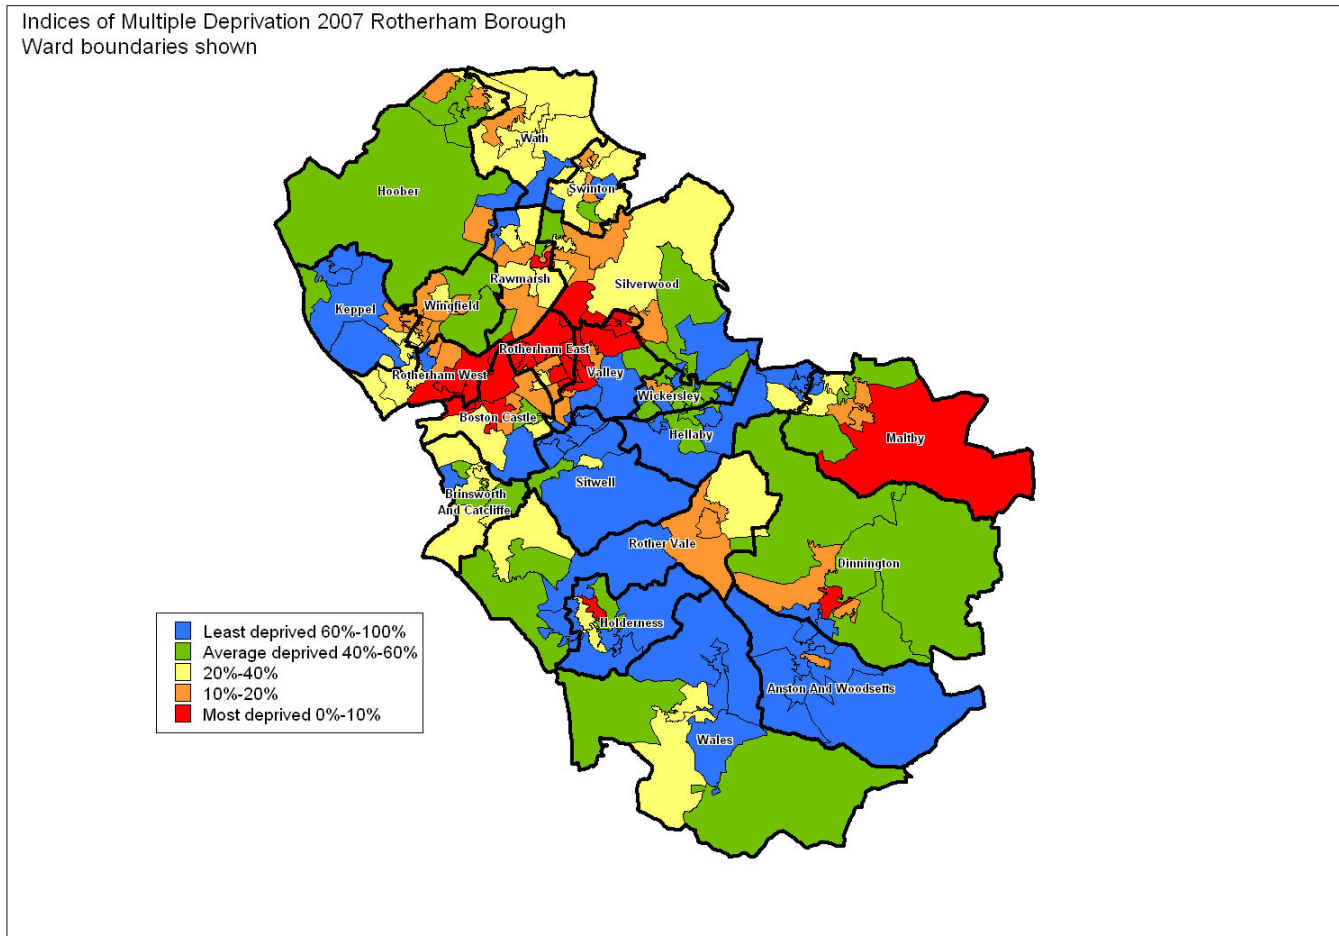 Indices of Multiple Deprivation 2007 Rotherham Borough
Ward boundaries shown
Wath
Swinton
Hoober
Rawmarsh
Silverwood
Keppel
Wingfield
Rotherham East
Rotherham West
Valley
Wickersley
Boston Castle
Hellaby
Maltby
Sitwell
Brinsworth
And Catcliffe
Rother Vale
Dinnington
Holderness
Anston And Woodsetts
Wales
Least deprived 60%-100%
Average deprived 40%-60%
20%-40%
10%-20%
Most deprived 0%-10%